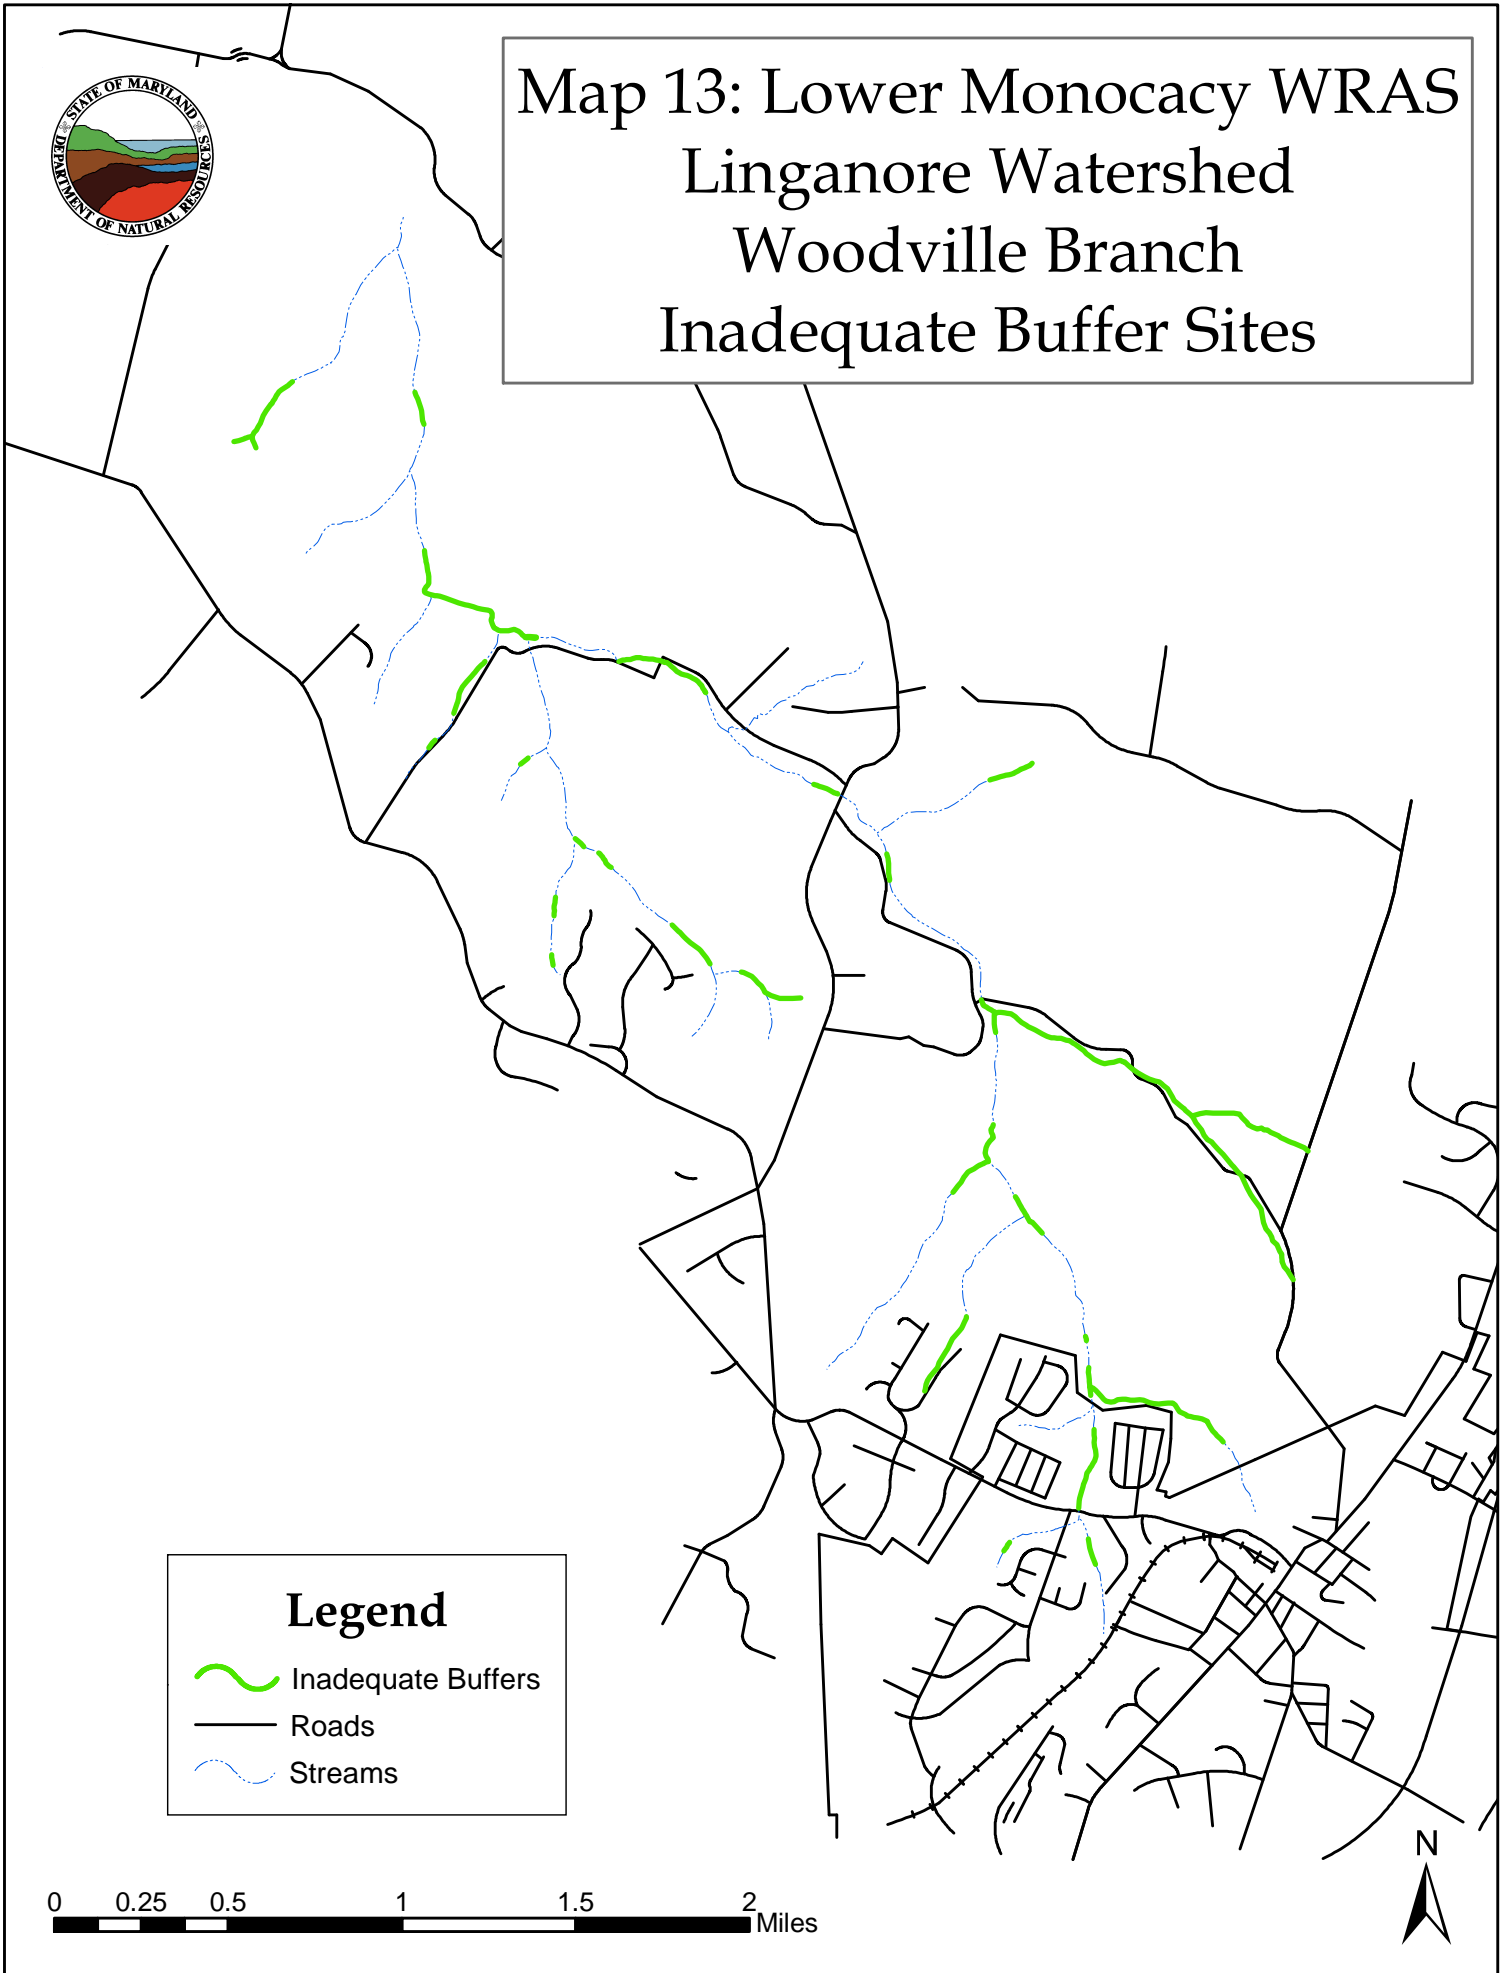 STATE OF MARYLAND
DEPARTMENT OF NATURAL RESOURCES
Map 13: Lower Monocacy WRAS
Linganore Watershed
Woodville Branch
Inadequate Buffer Sites
Legend
Inadequate Buffers
Roads
Streams
0 0.25 0.5 1 1.5 2
Miles
N